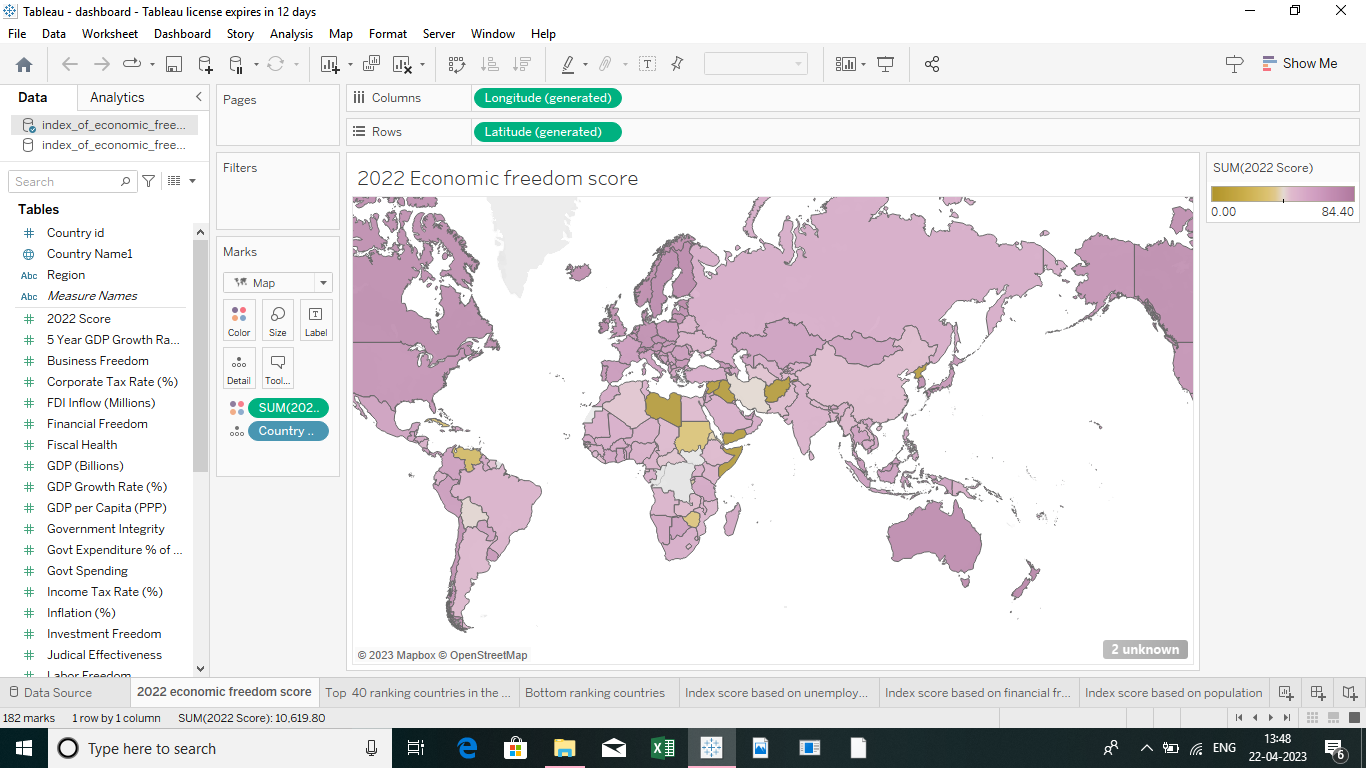 Tableau - dashboard - Tableau license expires in 12 days
File Data Worksheet Dashboard Story Analysis Map Format Server Window Help
Show Me
Data Analytics
index_of_economic_free...
index_of_economic_free...
Search
Tables
Country id
Country Name1
Abc Region
Abc Measure Names
2022 Score
5 Year GDP Growth Ra...
Business Freedom
Corporate Tax Rate (%)
FDI Inflow (Millions)
Financial Freedom
Fiscal Health
GDP (Billions)
GDP Growth Rate (%)
GDP per Capita (PPP)
Government Integrity
Govt Expenditure % of ...
Govt Spending
Income Tax Rate (%)
Inflation (%)
Investment Freedom
Judical Effectiveness
Labor Freedom
Pages
Filters
Marks
Map
Color Size Label
Detail Tool...
SUM(202..
Country ..
Columns Longitude (generated)
Rows Latitude (generated)
2022 Economic freedom score
© 2023 Mapbox © OpenStreetMap
2 unknown
SUM(2022 Score)
0.00 84.40
Data Source 2022 economic freedom score Top 40 ranking countries in the ... Bottom ranking countries Index score based on unemploy... Index score based on financial fr... Index score based on population
182 marks 1 row by 1 column SUM(2022 Score): 10,619.80
Type here to search
ENG
13:48
22-04-2023
6